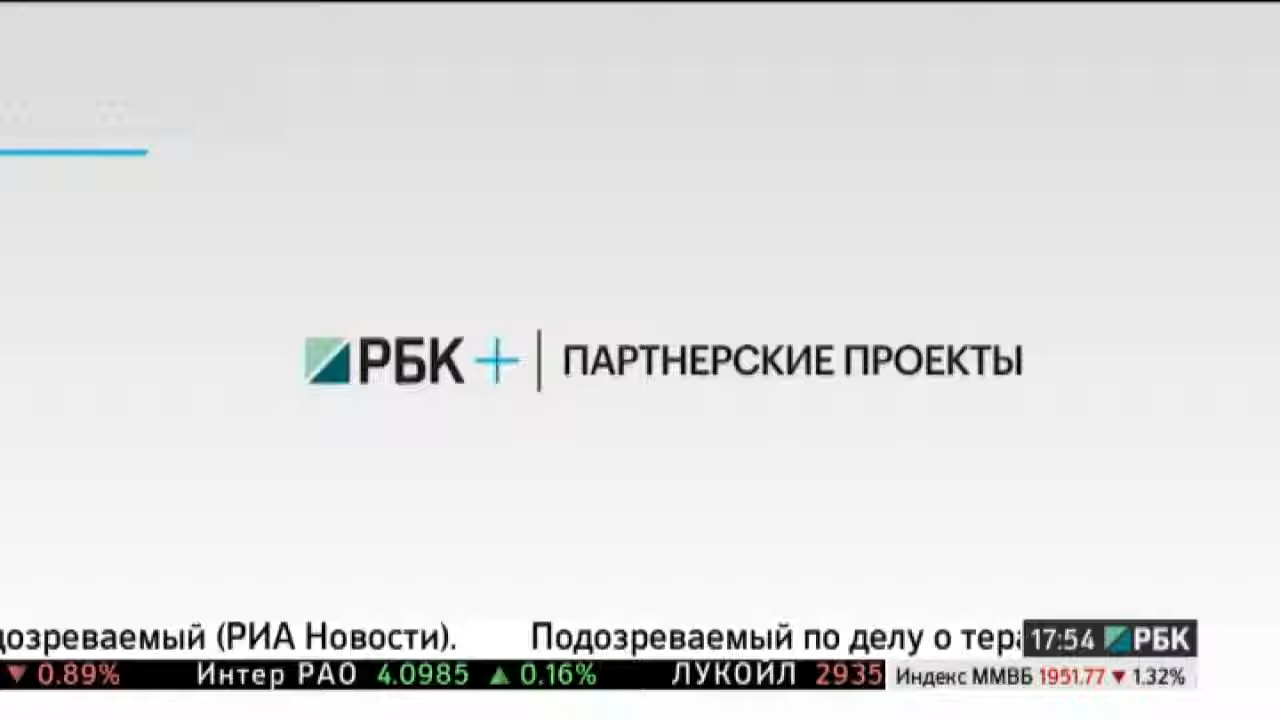 РБК + | ПАРТНЕРСКИЕ ПРОЕКТЫ
дозреваемый (РИА Новости). Подозреваемый по делу о тера
17:54 РБК
▼ 0.89% Интер РАО 4.0985 ▲ 0.16% ЛУКОЙЛ 2935
Индекс ММВБ 1951.77 ▼ 1.32%